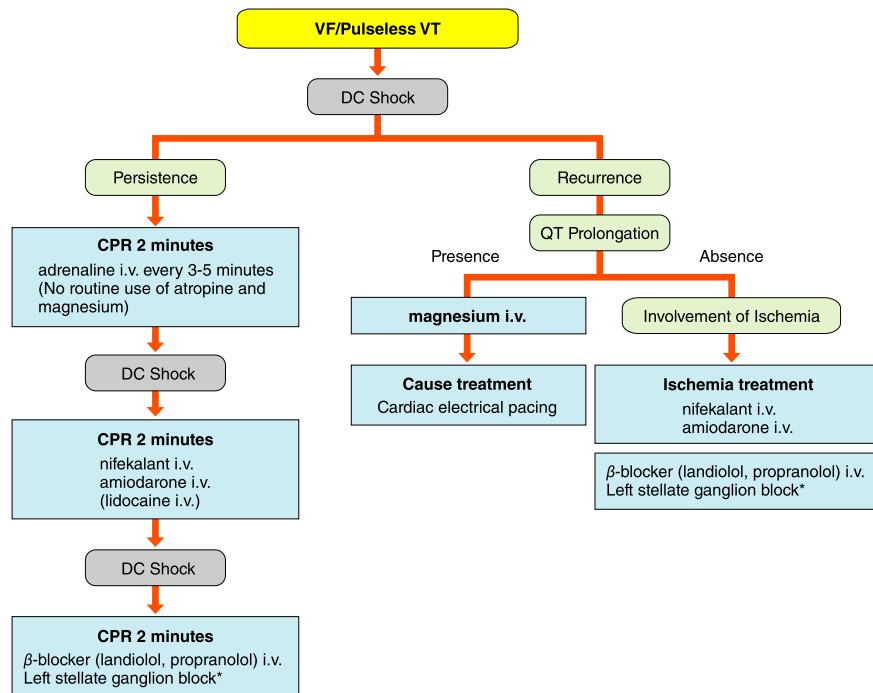 VF/Pulseless VT
DC Shock
Persistence
CPR 2 minutes
adrenaline i.v. every 3-5 minutes
(No routine use of atropine and
magnesium)
DC Shock
CPR 2 minutes
nifekalant i.v.
amiodarone i.v.
(lidocaine i.v.)
DC Shock
CPR 2 minutes
β-blocker (landiolol, propranolol) i.v.
Left stellate ganglion block*
Recurrence
QT Prolongation
Presence
Absence
magnesium i.v.
Cause treatment
Cardiac electrical pacing
Involvement of Ischemia
Ischemia treatment
nifekalant i.v.
amiodarone i.v.
β-blocker (landiolol, propranolol) i.v.
Left stellate ganglion block*